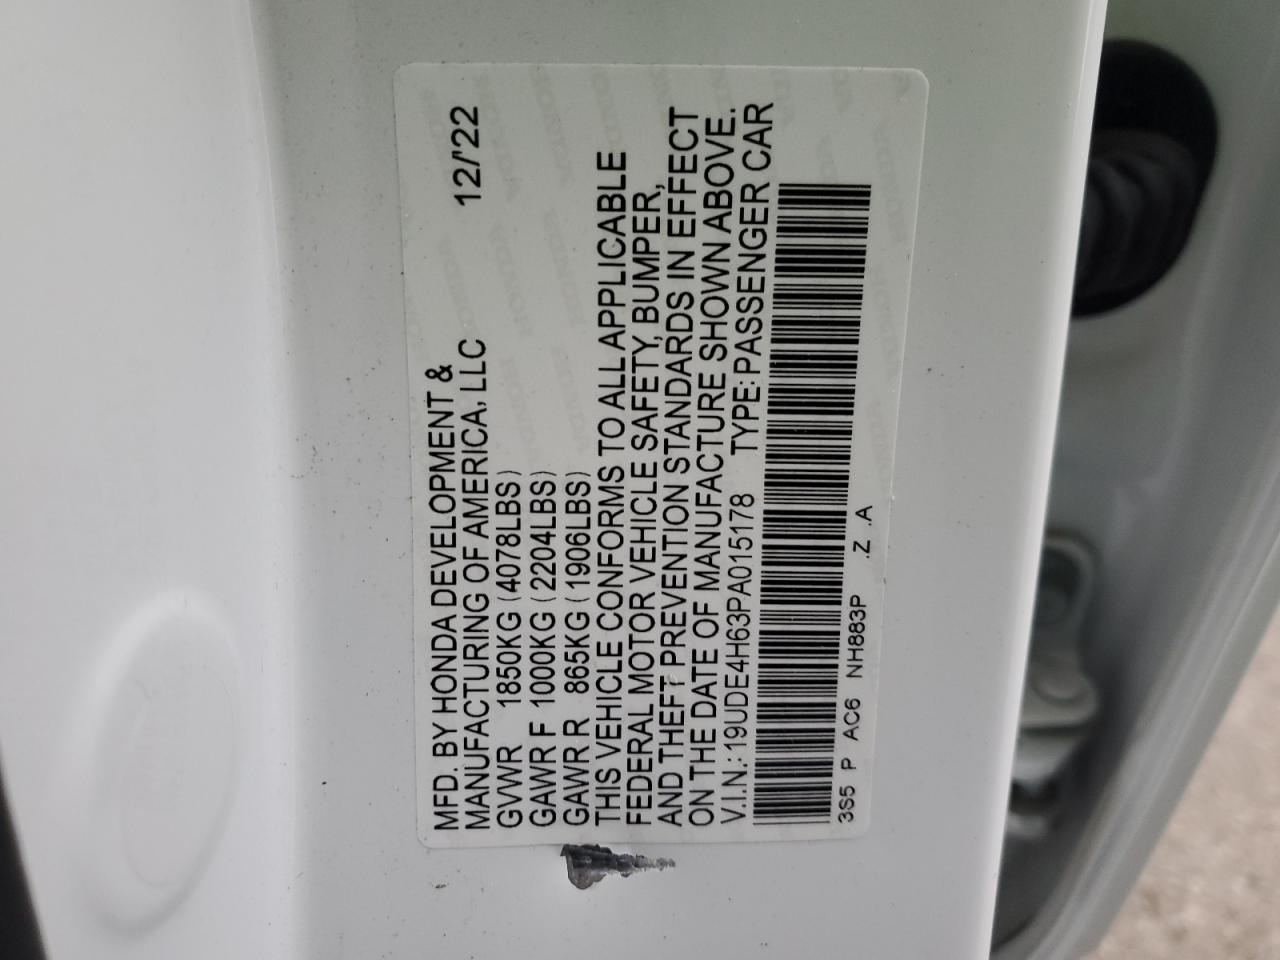 MFD. BY HONDA DEVELOPMENT &
MANUFACTURING OF AMERICA, LLC 12/'22
GVWR 1850KG (4078LBS)
GAWR F 1000KG (2204LBS)
GAWR R 865KG (1906LBS)
THIS VEHICLE CONFORMS TO ALL APPLICABLE
FEDERAL MOTOR VEHICLE SAFETY, BUMPER,
AND THEFT PREVENTION STANDARDS IN EFFECT
ON THE DATE OF MANUFACTURE SHOWN ABOVE.
V.I.N.: 19UDE4H63PA015178 TYPE: PASSENGER CAR
3S5 P AC6 NH883P .Z .A